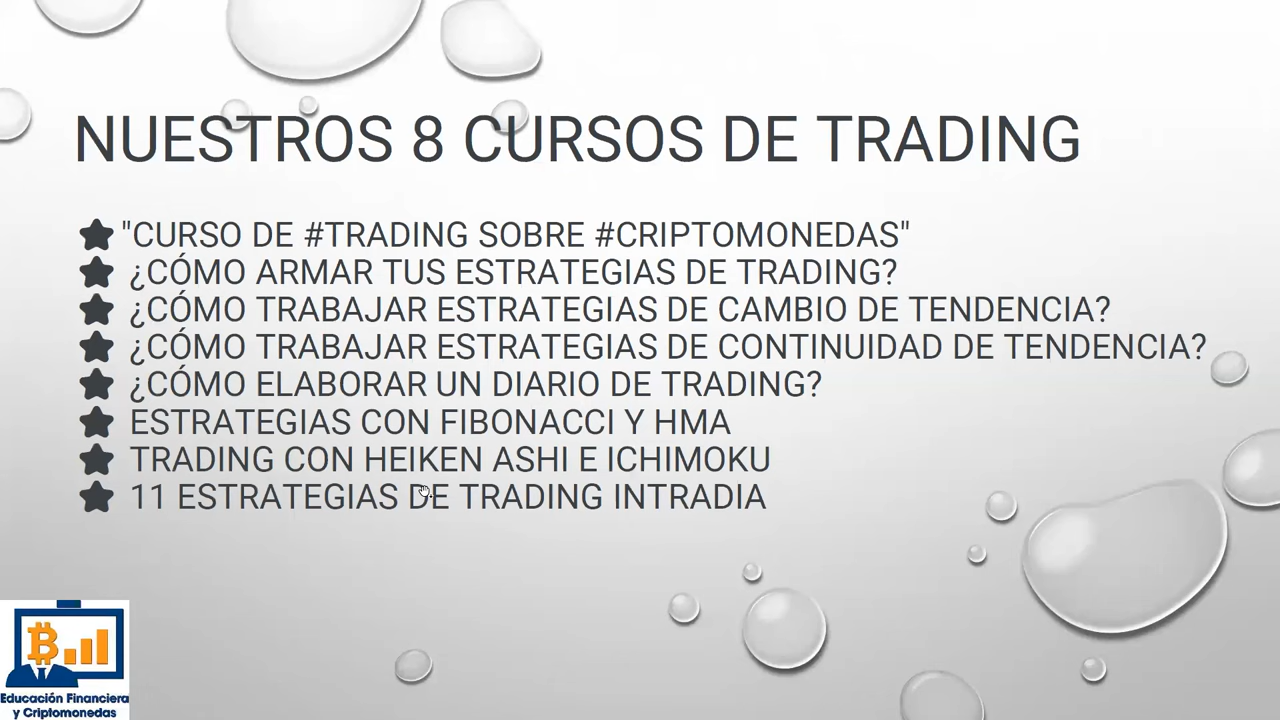 NUESTROS 8 CURSOS DE TRADING
"CURSO DE #TRADING SOBRE #CRIPTOMONEDAS"
¿CÓMO ARMAR TUS ESTRATEGIAS DE TRADING?
¿CÓMO TRABAJAR ESTRATEGIAS DE CAMBIO DE TENDENCIA?
¿CÓMO TRABAJAR ESTRATEGIAS DE CONTINUIDAD DE TENDENCIA?
¿CÓMO ELABORAR UN DIARIO DE TRADING?
ESTRATEGIAS CON FIBONACCI Y HMA
TRADING CON HEIKEN ASHI E ICHIMOKU
11 ESTRATEGIAS DE TRADING INTRADIA
Educación Financiera
y Criptomonedas